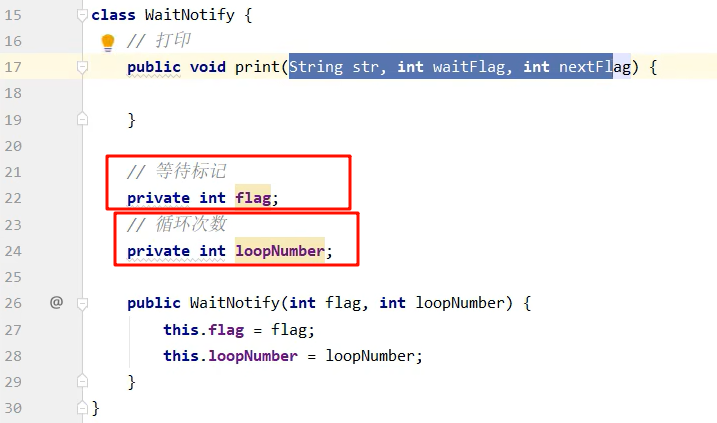 15 class WaitNotify {
16 // 打印
17 public void print(String str, int waitFlag, int nextFlag) {
18
19 }
20
21 // 等待标记
22 private int flag;
23 // 循环次数
24 private int loopNumber;
25
26 @ public WaitNotify(int flag, int loopNumber) {
27 this.flag = flag;
28 this.loopNumber = loopNumber;
29 }
30 }